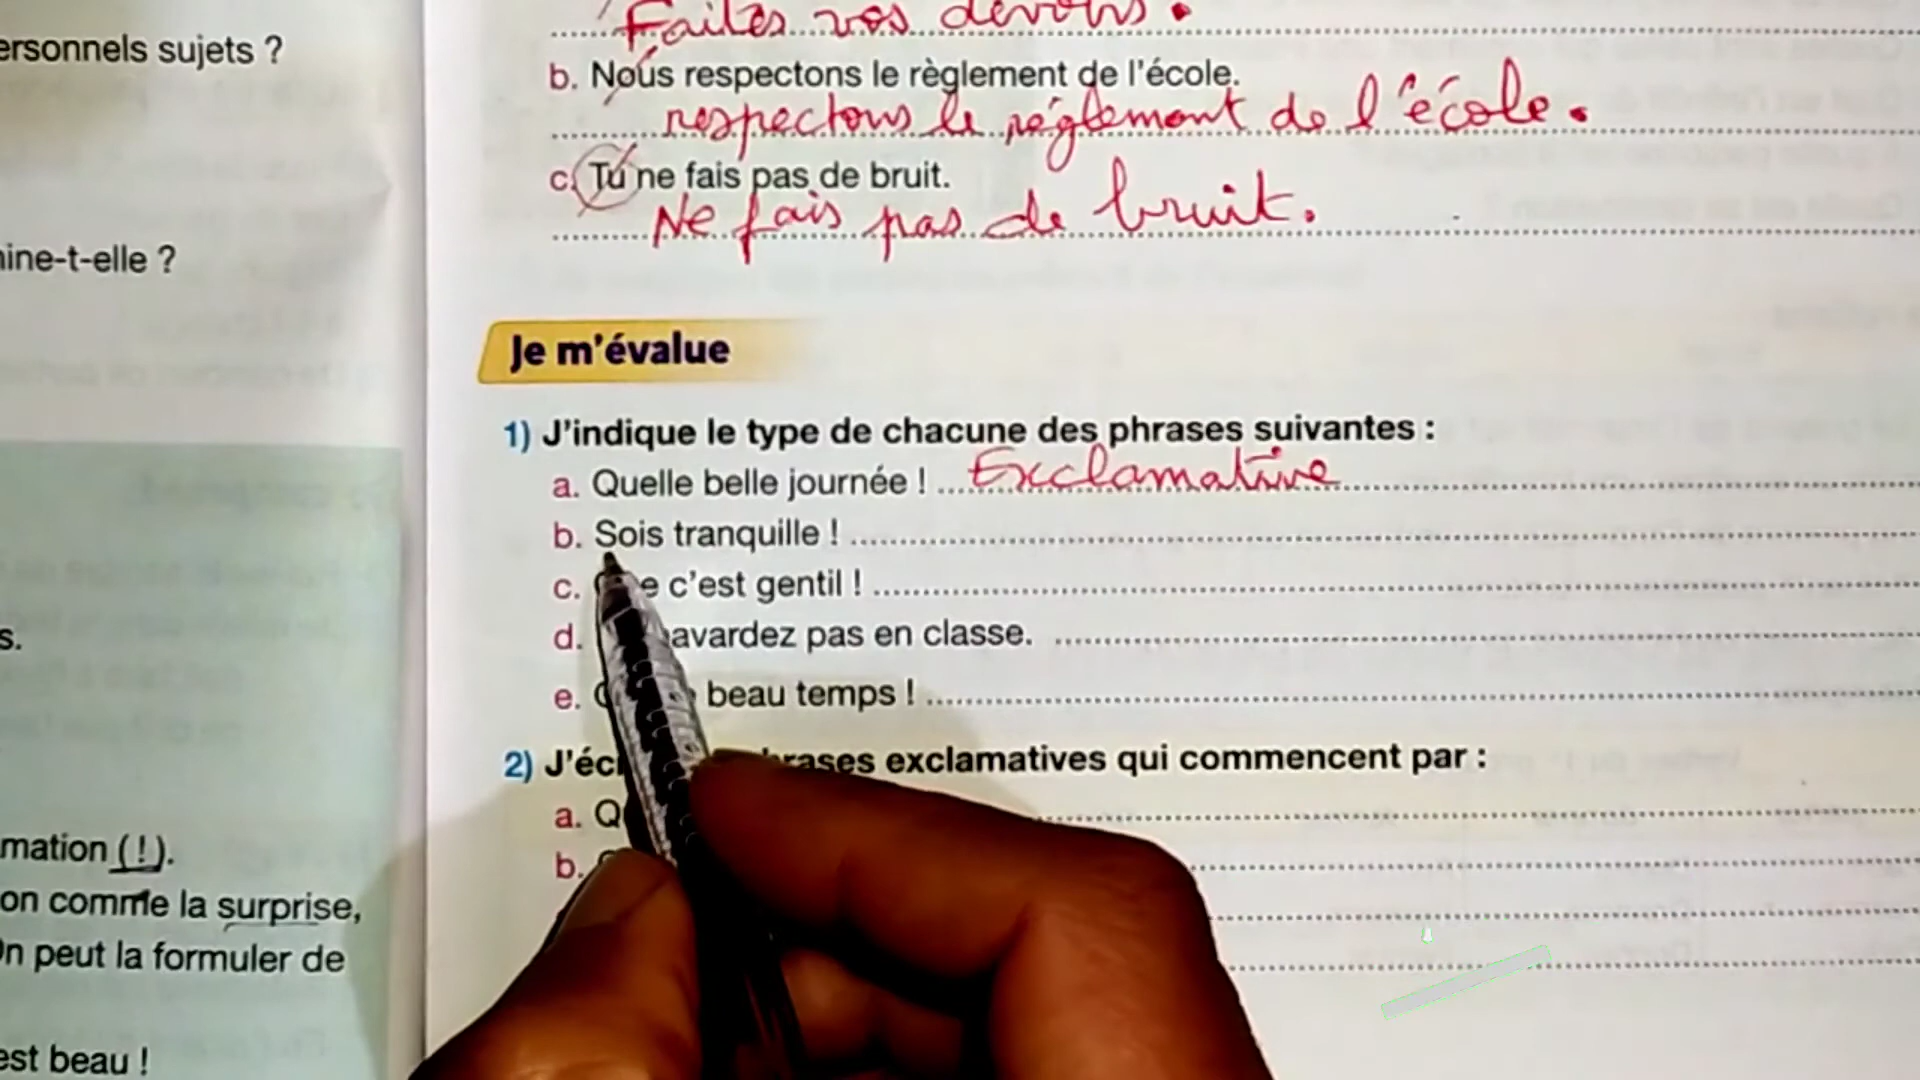 ersonnels sujets ?
ine-t-elle ?
s.
mation (!).
on comme la surprise,
On peut la formuler de
est beau !
Faites vos devoirs.
b. Nous respectons le règlement de l'école.
respectons le réglement de l'école.
c. Tu ne fais pas de bruit.
Ne fais pas de bruit.
Je m'évalue
1) J'indique le type de chacune des phrases suivantes :
a. Quelle belle journée ! Exclamative
b. Sois tranquille !
c. c'est gentil !
d. avardez pas en classe.
e. beau temps !
2) J'éc rases exclamatives qui commencent par :
a. Q
b.